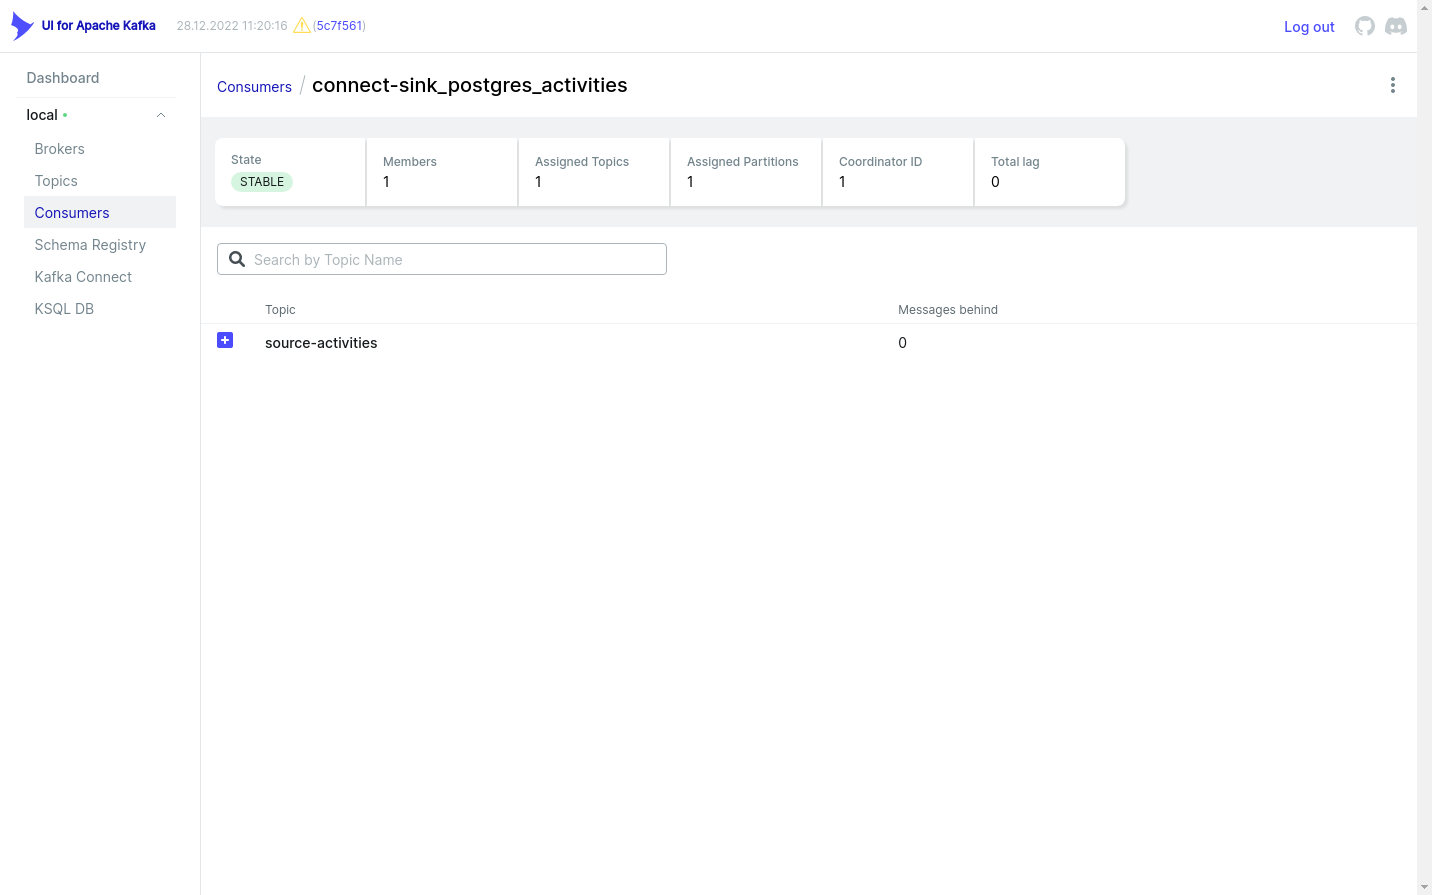 UI for Apache Kafka 28.12.2022 11:20:16 (5c7f561) Log out
Dashboard
local
Brokers
Topics
Consumers
Schema Registry
Kafka Connect
KSQL DB
Consumers / connect-sink_postgres_activities
State
STABLE
Members
1
Assigned Topics
1
Assigned Partitions
1
Coordinator ID
1
Total lag
0
Search by Topic Name
Topic Messages behind
source-activities 0